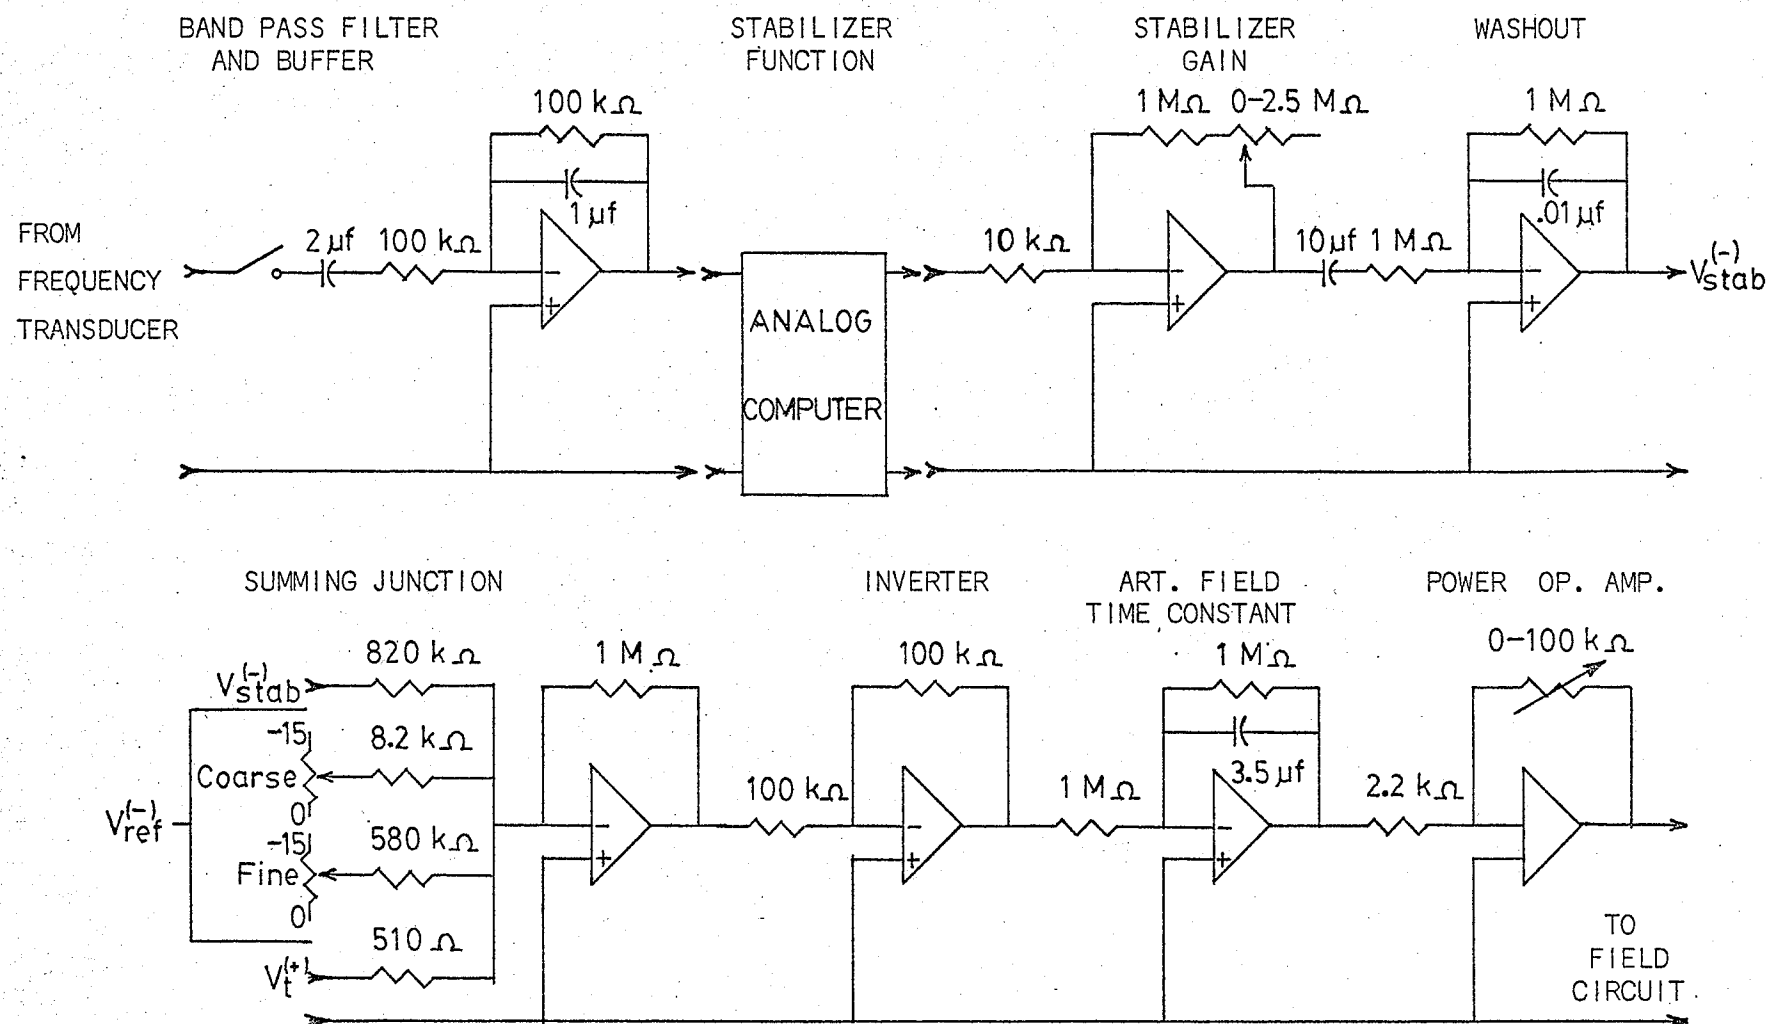 BAND PASS FILTER
AND BUFFER
STABILIZER
FUNCTION
STABILIZER
GAIN
WASHOUT
100 kΩ
1 MΩ 0-2.5 MΩ
1 MΩ
1 µf
.01 µf
FROM
FREQUENCY
TRANSDUCER
2 µf 100 kΩ
10 kΩ
10 µf 1 MΩ
−
+
−
+
−
+
V(-)stab
ANALOG
COMPUTER
SUMMING JUNCTION
INVERTER
ART. FIELD
TIME CONSTANT
POWER OP. AMP.
820 kΩ
1 MΩ
100 kΩ
1 MΩ
0-100 kΩ
V(-)stab
-15
8.2 kΩ
Coarse
0
3.5 µf
100 kΩ
1 MΩ
2.2 kΩ
V(-)ref
-15
580 kΩ
Fine
0
−
+
−
+
−
+
510 Ω
V(+)t
TO
FIELD
CIRCUIT